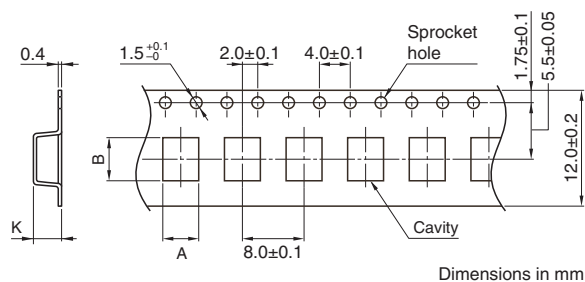 0.4
1.5 +0.1 −0
2.0±0.1
4.0±0.1
Sprocket
hole
1.75±0.1
5.5±0.05
12.0±0.2
B
K
A
8.0±0.1
Cavity
Dimensions in mm